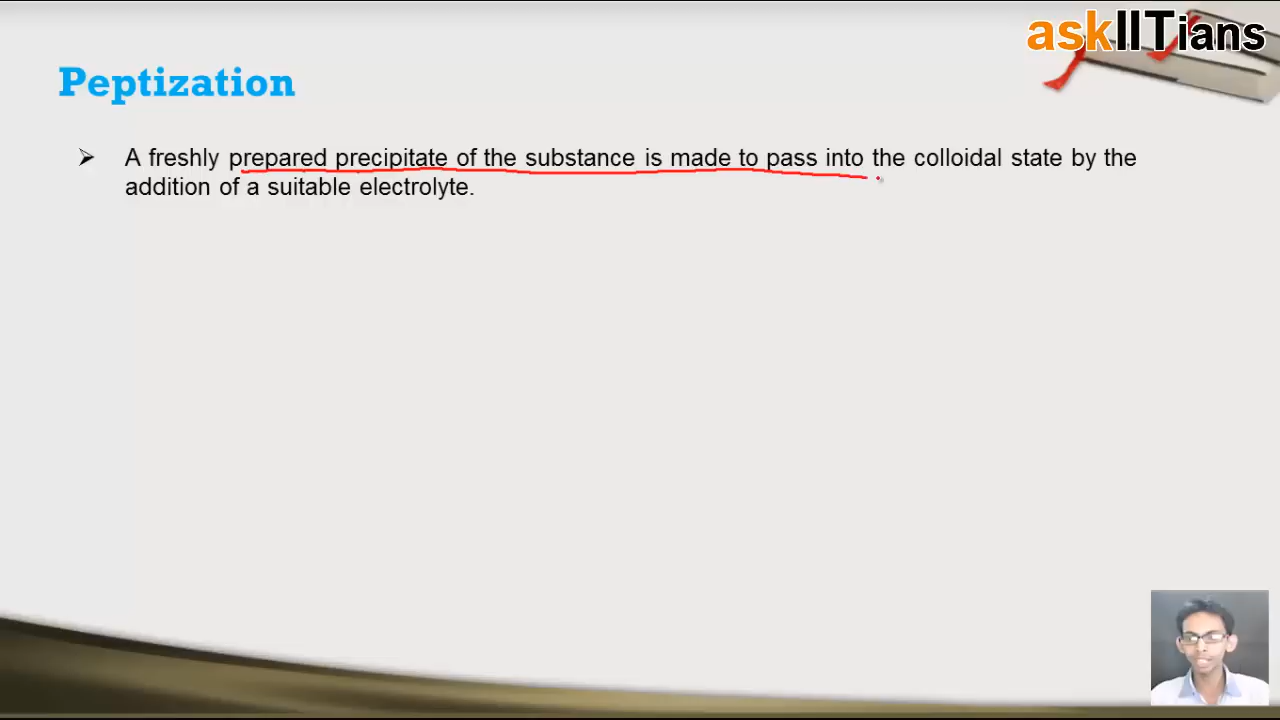 askIITians
Peptization
➢ A freshly prepared precipitate of the substance is made to pass into the colloidal state by the
addition of a suitable electrolyte.